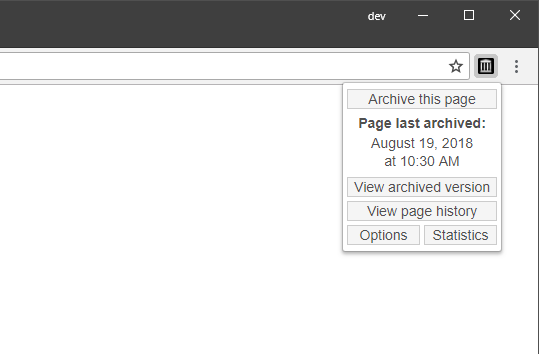 dev
Archive this page
Page last archived:
August 19, 2018
at 10:30 AM
View archived version
View page history
Options Statistics